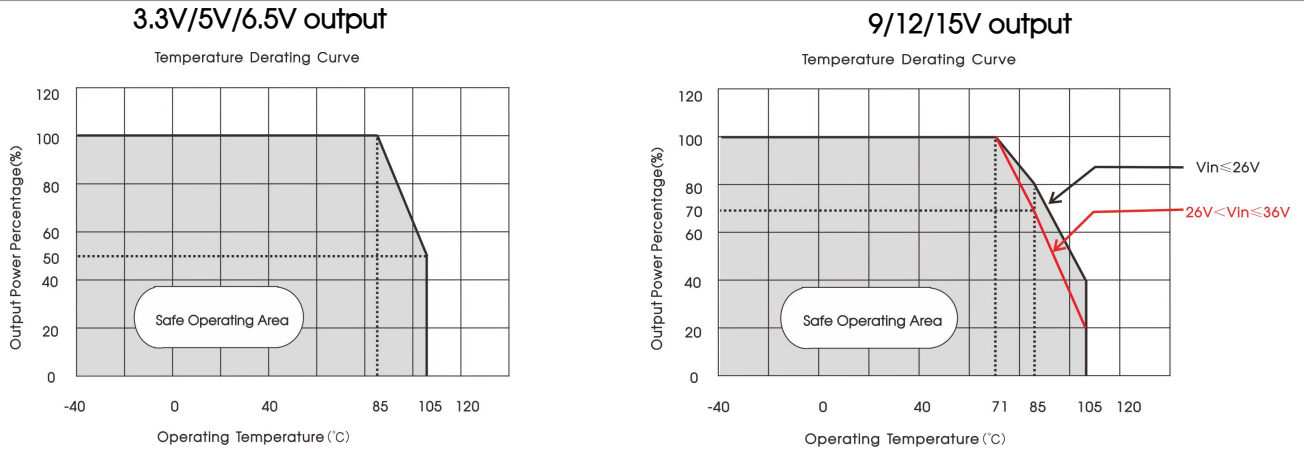 3.3V/5V/6.5V output
Temperature Derating Curve
Output Power Percentage(%)
120
100
80
60
50
40
20
0
Safe Operating Area
-40 0 40 85 105 120
Operating Temperature(℃)
9/12/15V output
Temperature Derating Curve
Output Power Percentage(%)
120
100
80
70
60
40
20
0
Vin≤26V
26V<Vin≤36V
Safe Operating Area
-40 0 40 71 85 105 120
Operating Temperature(℃)